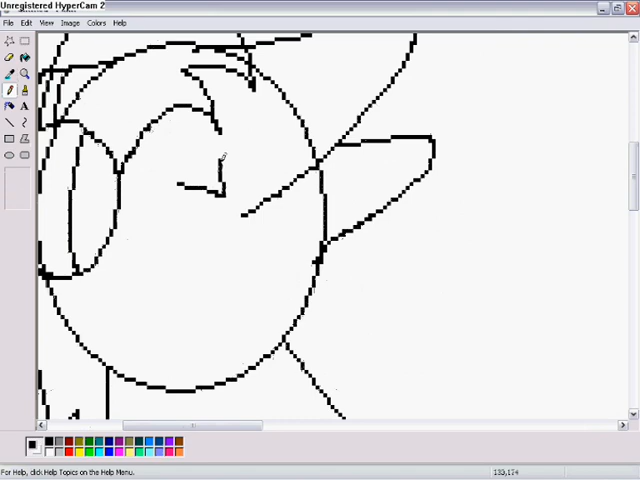 Unregistered HyperCam 2
File Edit View Image Colors Help
A
For Help, click Help Topics on the Help Menu.
133,174